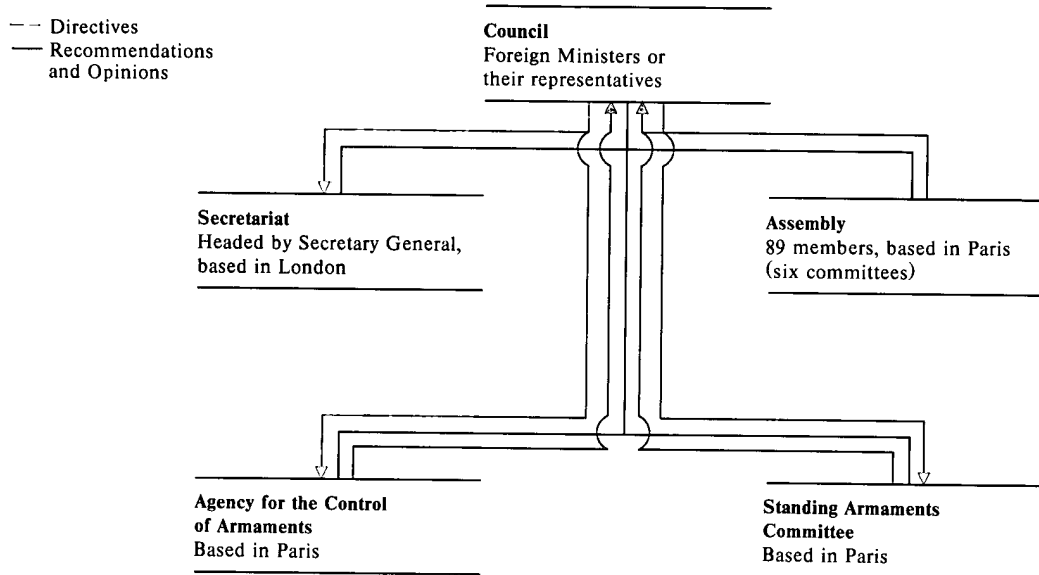 Directives
Recommendations
and Opinions
Council
Foreign Ministers or
their representatives
Secretariat
Headed by Secretary General,
based in London
Assembly
89 members, based in Paris
(six committees)
Agency for the Control
of Armaments
Based in Paris
Standing Armaments
Committee
Based in Paris